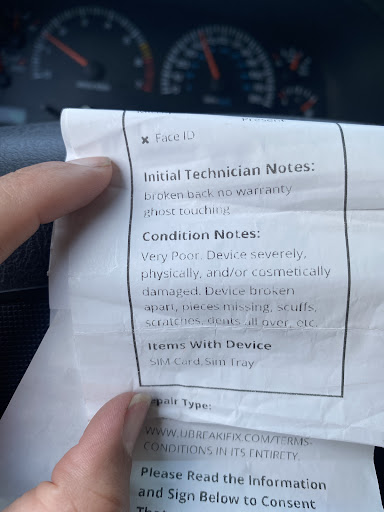 ✘ Face ID
Initial Technician Notes:
broken back no warranty
ghost touching
Condition Notes:
Very Poor. Device severely,
physically, and/or cosmetically
damaged. Device broken
apart, pieces missing, scuffs,
scratches, dents all over, etc.
Items With Device
SIM Card,Sim Tray
epair Type:
WWW.UBREAKIFIX.COM/TERMS-
CONDITIONS IN ITS ENTIRETY.
Please Read the Information
and Sign Below to Consent